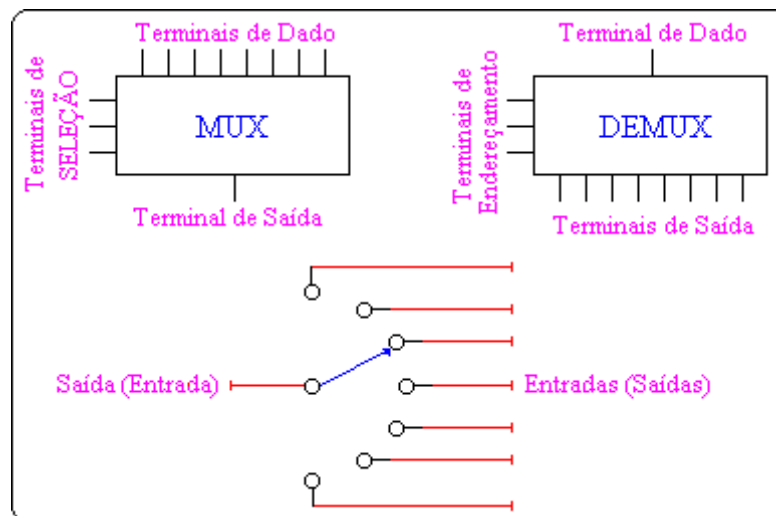 Terminais de Dado
Terminais de
SELEÇÃO
MUX
Terminal de Saída
Terminal de Dado
Terminais de
Endereçamento
DEMUX
Terminais de Saída
Saída (Entrada)
Entradas (Saídas)